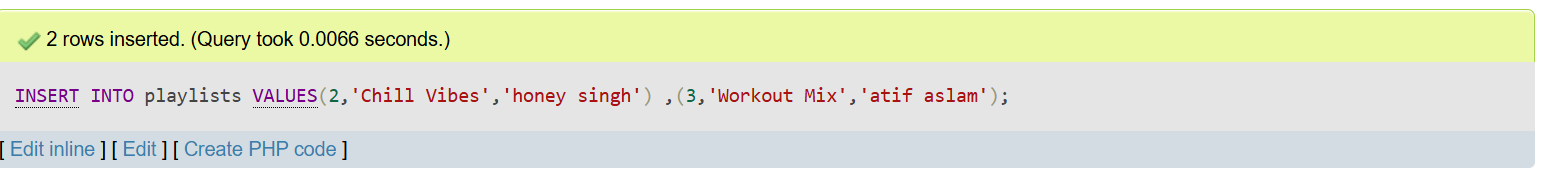 2 rows inserted. (Query took 0.0066 seconds.)
INSERT INTO playlists VALUES(2,'Chill Vibes','honey singh') ,(3,'Workout Mix','atif aslam');
[ Edit inline ] [ Edit ] [ Create PHP code ]